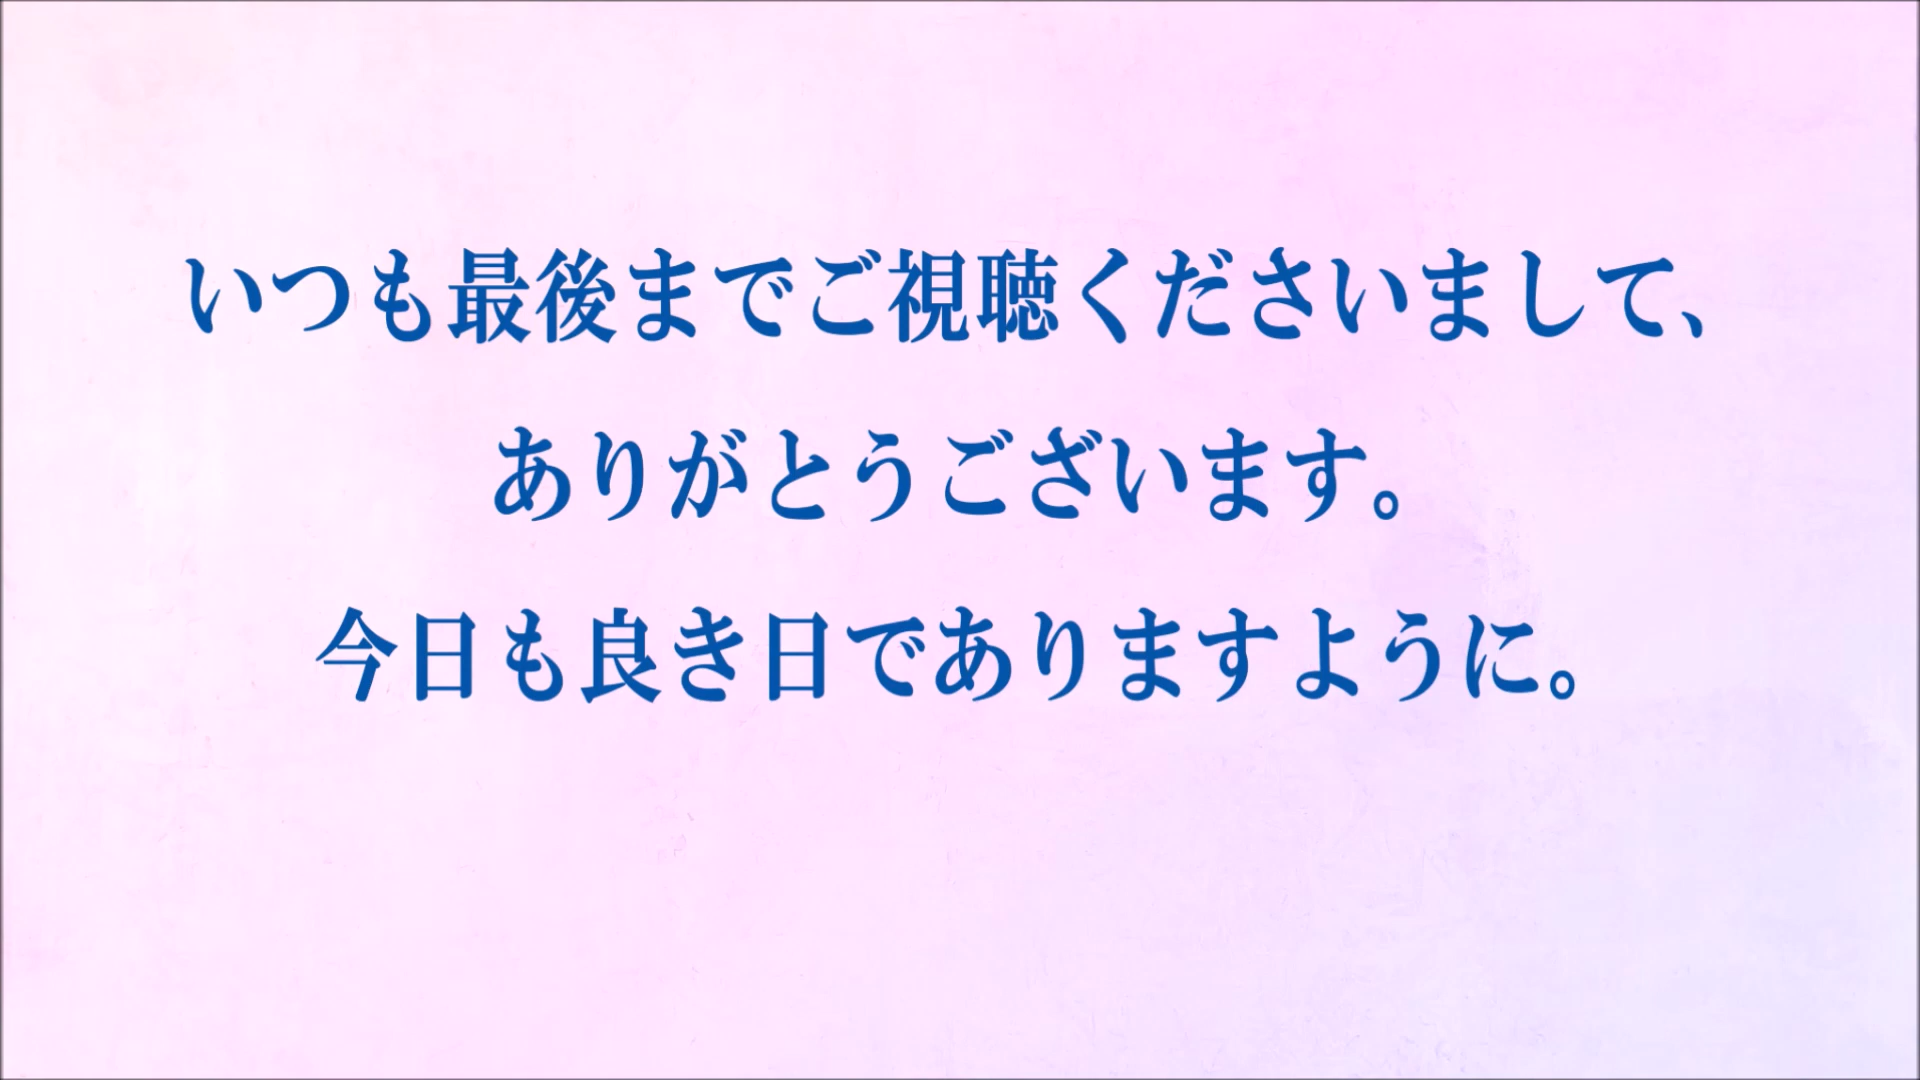 いつも最後までご視聴くださいまして、
ありがとうございます。
今日も良き日でありますように。